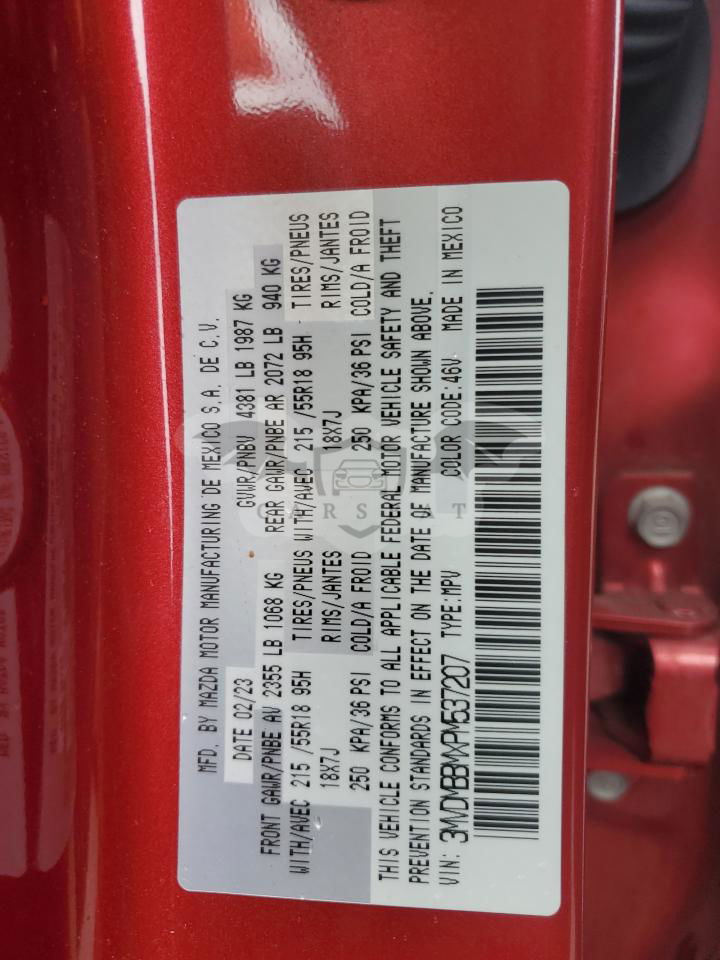 MFD. BY MAZDA MOTOR MANUFACTURING DE MEXICO S.A. DE C.V.
DATE 02/23 GVWR/PNBV 4381 LB 1987 KG
FRONT GAWR/PNBE AV 2355 LB 1068 KG REAR GAWR/PNBE AR 2072 LB 940 KG
WITH/AVEC 215 /55R18 95H TIRES/PNEUS WITH/AVEC 215 /55R18 95H TIRES/PNEUS
18X7J RIMS/JANTES 18X7J RIMS/JANTES
250 KPA/36 PSI COLD/A FROID 250 KPA/36 PSI COLD/A FROID
THIS VEHICLE CONFORMS TO ALL APPLICABLE FEDERAL MOTOR VEHICLE SAFETY AND THEFT
PREVENTION STANDARDS IN EFFECT ON THE DATE OF MANUFACTURE SHOWN ABOVE.
VIN: 3MVDMBBMXPM537207 TYPE:MPV COLOR CODE:46V MADE IN MEXICO